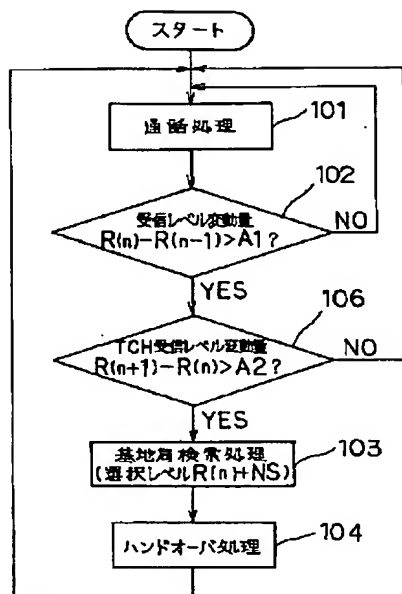 スタート
101
通話処理
102
受信レベル変動量
R(n)-R(n-1)>A1?
NO
YES
106
TCH受信レベル変動量
R(n+1)-R(n)>A2?
NO
YES
103
基地局検索処理
(選択レベルR(n)+NS)
104
ハンドオーバ処理